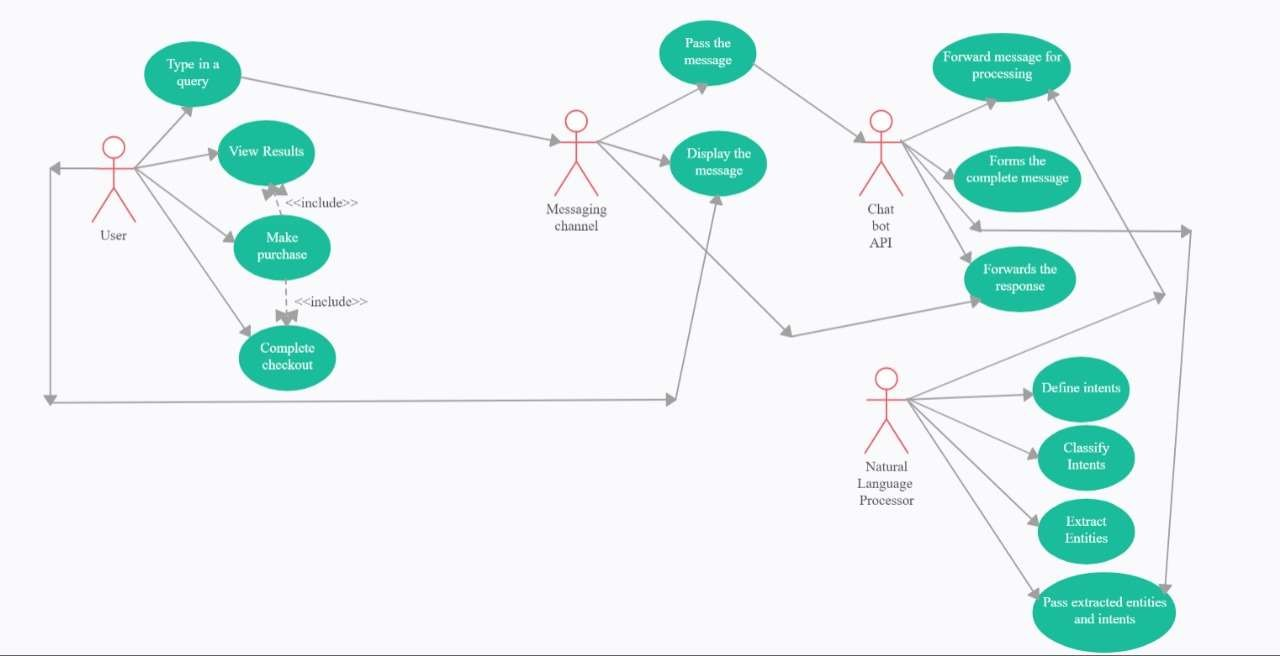 Type in a
query
View Results
<<include>>
Make
purchase
<<include>>
Complete
checkout
User
Pass the
message
Display the
message
Messaging
channel
Forward message for
processing
Forms the
complete message
Forwards the
response
Chat
bot
API
Define intents
Classify
Intents
Extract
Entities
Pass extracted entities
and intents
Natural
Language
Processor